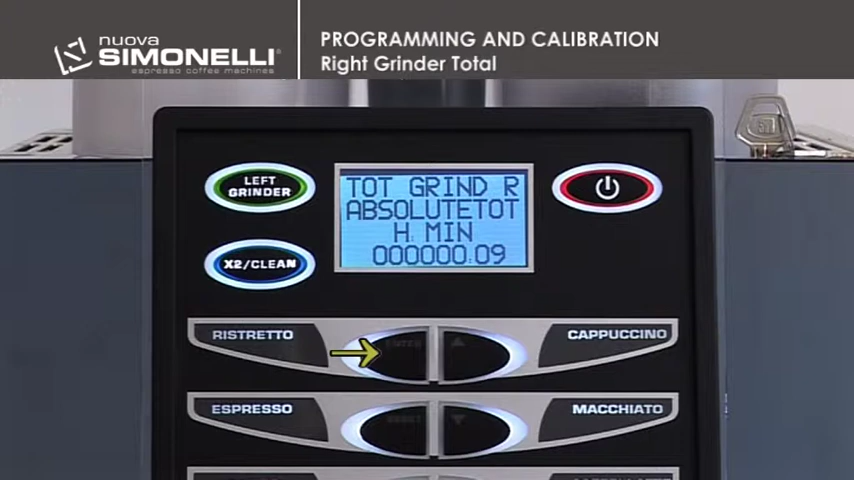 nuova
SIMONELLI
espresso coffee machines
PROGRAMMING AND CALIBRATION
Right Grinder Total
LEFT
GRINDER
TOT GRIND R
ABSOLUTETOT
H MIN
000000:09
X2/CLEAN
RISTRETTO
ENTER
CAPPUCCINO
ESPRESSO
MACCHIATO